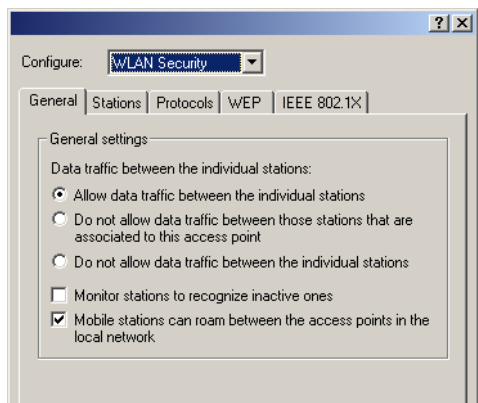 Configure: WLAN Security
General Stations Protocols WEP IEEE 802.1X
General settings
Data traffic between the individual stations:
Allow data traffic between the individual stations
Do not allow data traffic between those stations that are
associated to this access point
Do not allow data traffic between the individual stations
Monitor stations to recognize inactive ones
Mobile stations can roam between the access points in the
local network